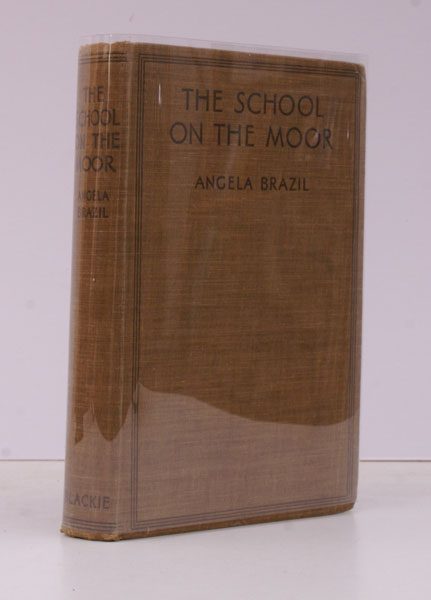 THE
SCHOOL
ON THE
MOOR
ANGELA
BRAZIL
BLACKIE
THE SCHOOL
ON THE MOOR
ANGELA BRAZIL